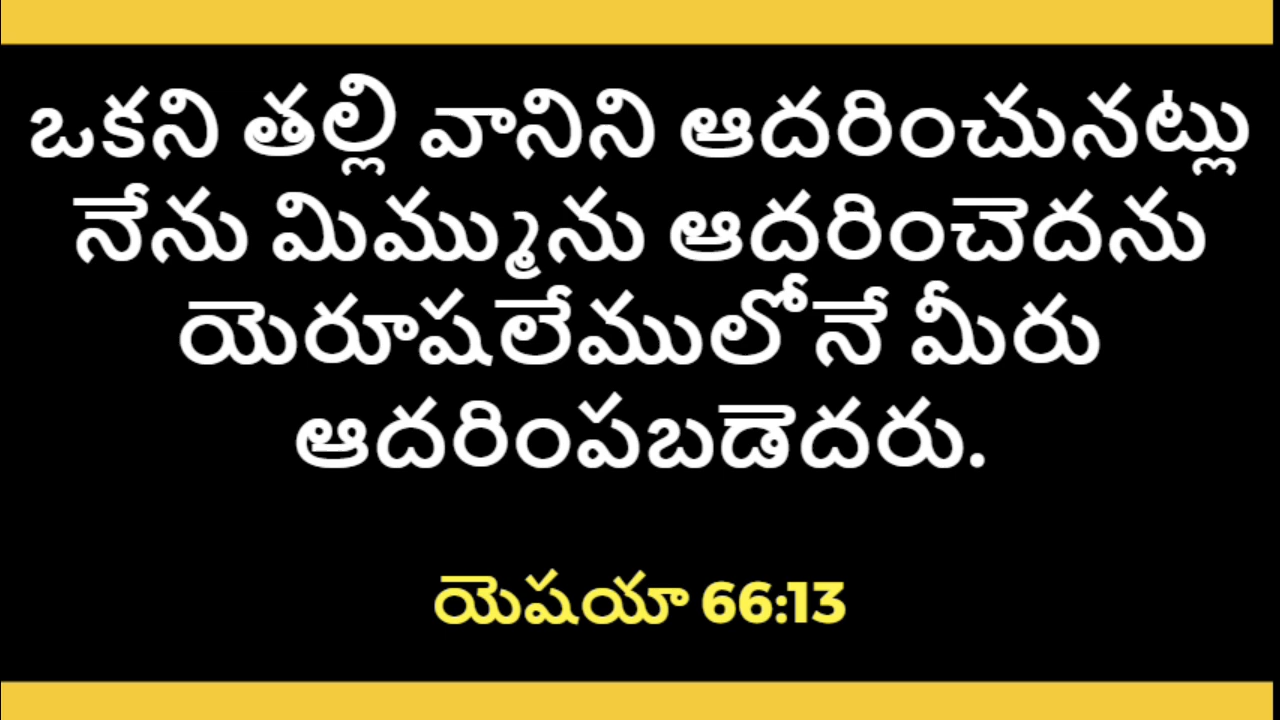 ఒకని తల్లి వానిని ఆదరించునట్లు
నేను మిమ్మును ఆదరించెదను
యెరూషలేములోనే మీరు
ఆదరింపబడెదరు.
యెషయా 66:13